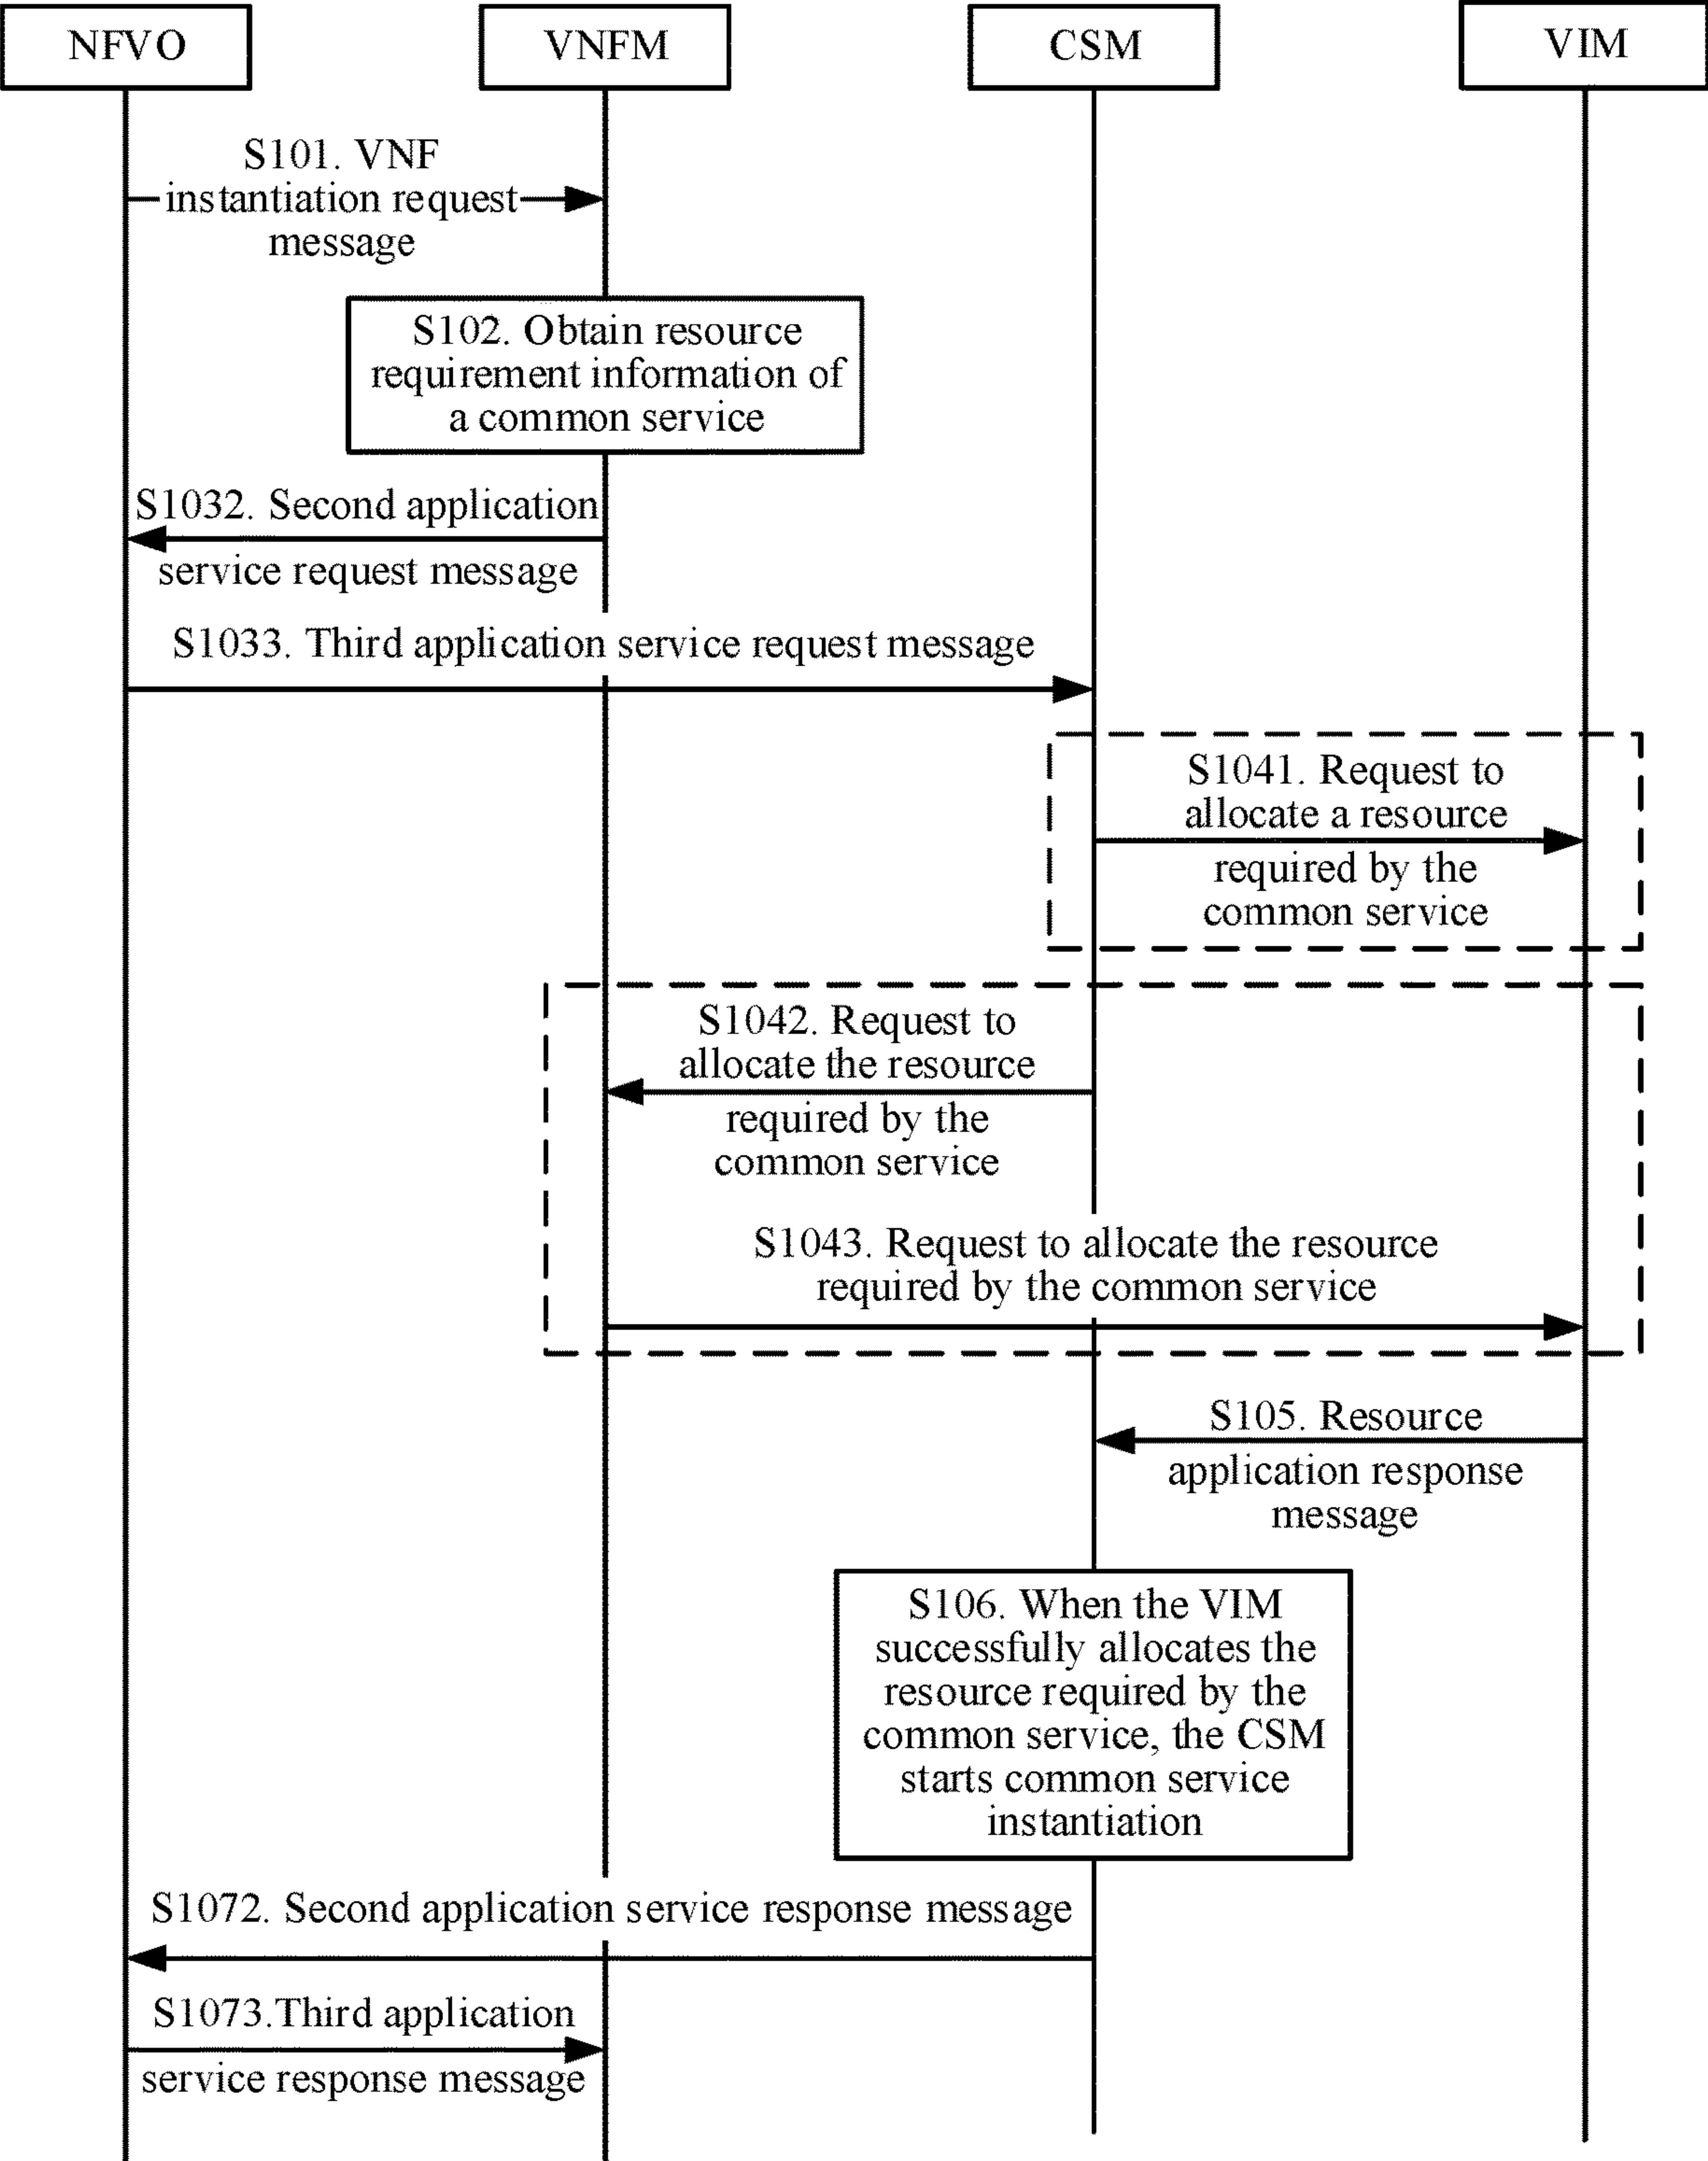 NFVO
VNFM
CSM
VIM
S101. VNF
instantiation request
message
S102. Obtain resource
requirement information of
a common service
S1032. Second application
service request message
S1033. Third application service request message
S1041. Request to
allocate a resource
required by the
common service
S1042. Request to
allocate the resource
required by the
common service
S1043. Request to allocate the resource
required by the common service
S105. Resource
application response
message
S106. When the VIM
successfully allocates the
resource required by the
common service, the CSM
starts common service
instantiation
S1072. Second application service response message
S1073.Third application
service response message